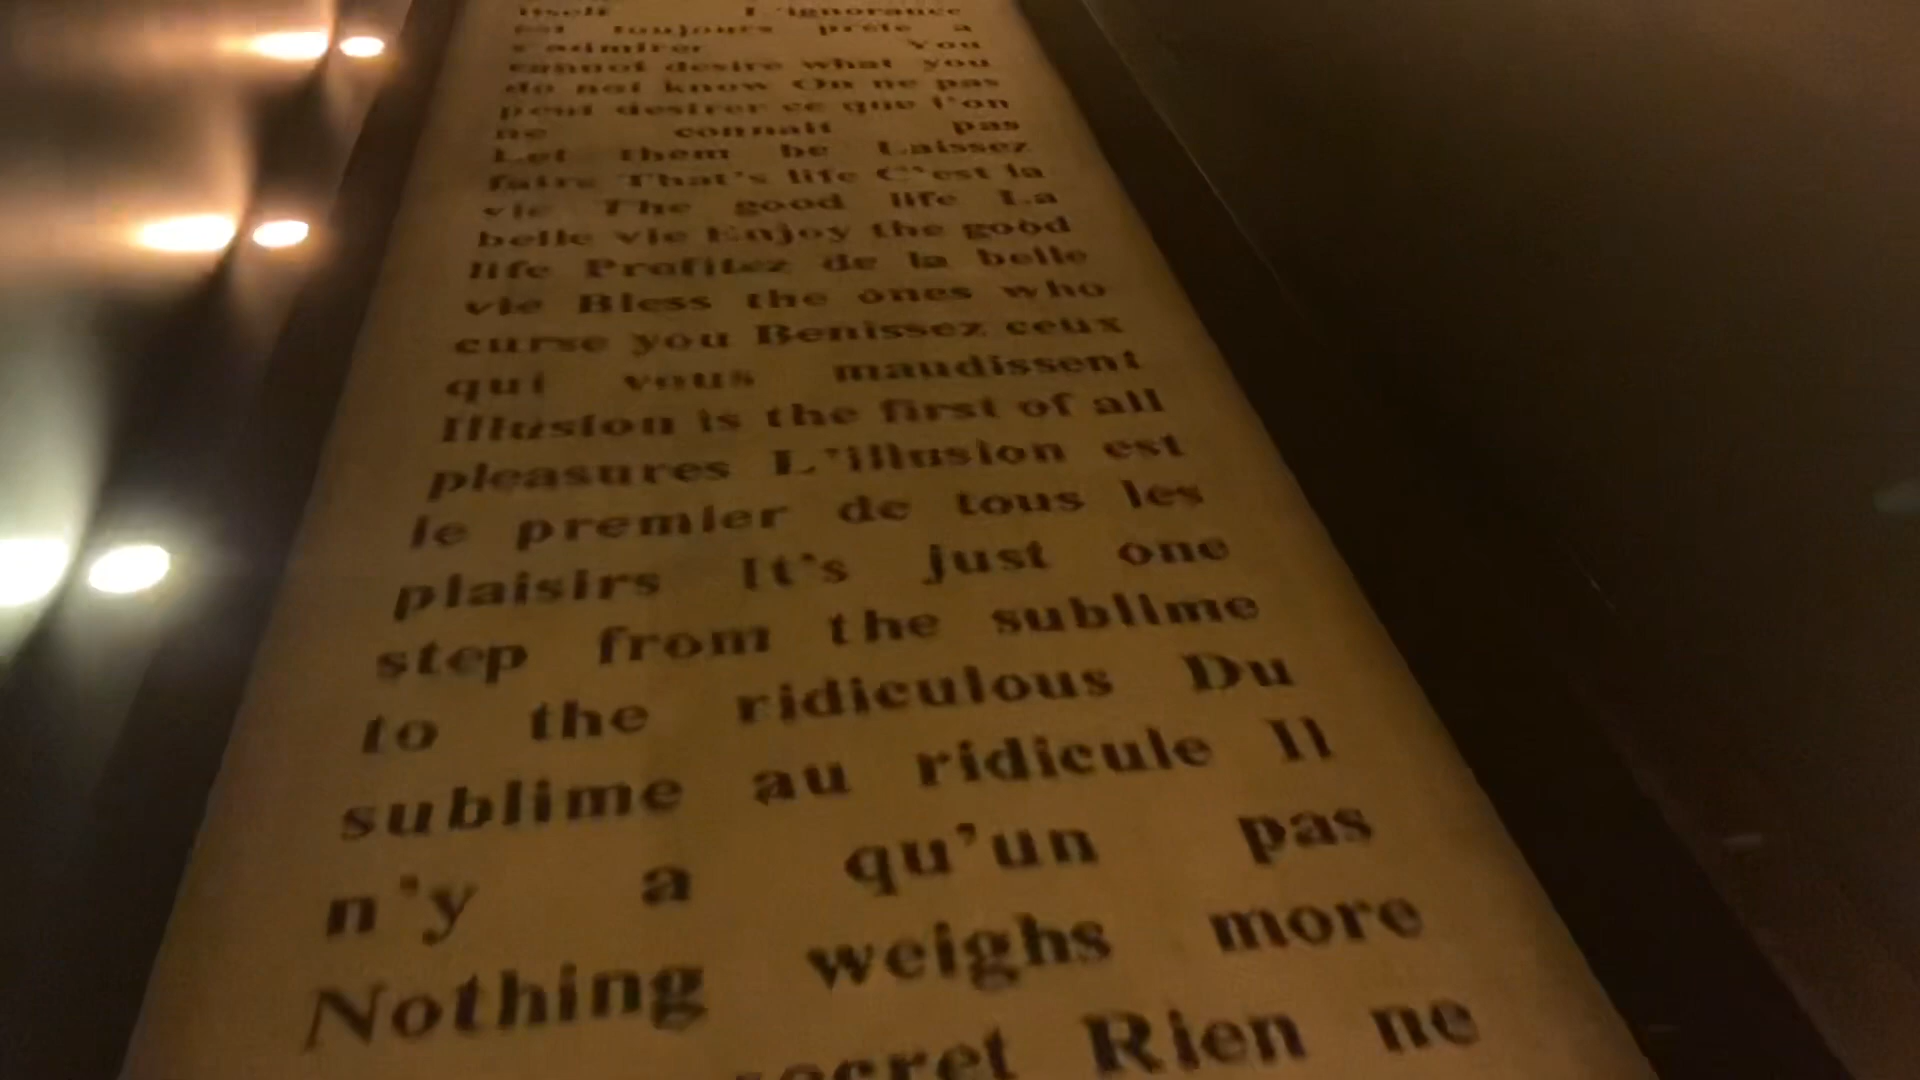 itself L'ignorance
est toujours prête à
s'admirer You
cannot desire what you
do not know On ne pas
peut desirer ce que l'on
ne connait pas
Let them be Laissez
faire That's life C'est la
vie The good life La
belle vie Enjoy the good
life Profitez de la belle
vie Bless the ones who
curse you Benissez ceux
qui vous maudissent
Illusion is the first of all
pleasures L'illusion est
le premier de tous les
plaisirs It's just one
step from the sublime
to the ridiculous Du
sublime au ridicule Il
n'y a qu'un pas
Nothing weighs more
secret Rien ne